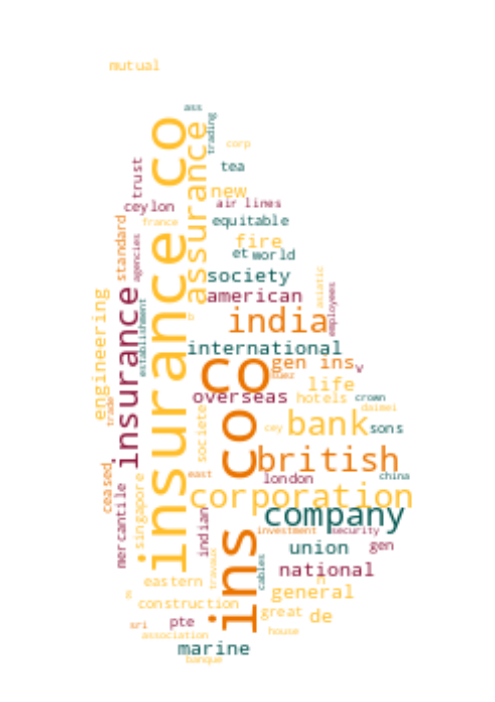 mutual
ass
trading
insurance co
assurance
corp
tea
trust
new
ceylon
air lines
france
equitable
standard
agencies
fire
et
world
society
asiatic
employees
american
engineering
insurance
establishment
india
international
co
gen ins
v
suez
life
overseas
hotels
crown
daimei
trade
societe
ins co
cey
bank
sons
british
ceased
mercantile
singapore
east
london
china
corporation
indian
company
investment
security
union
gen
travaux
cables
national
eastern
n
general
construction
great
de
sri
pte
association
house
marine
banque